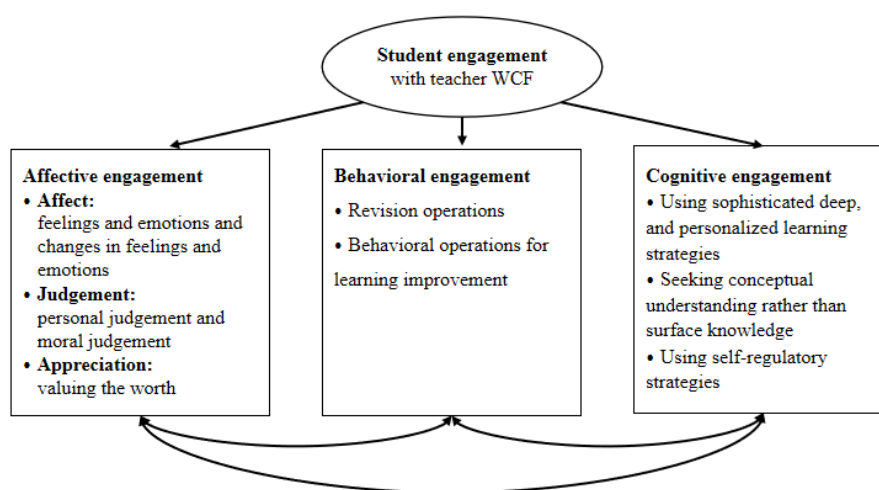 Student engagement
with teacher WCF
Affective engagement
• Affect:
feelings and emotions and
changes in feelings and
emotions
• Judgement:
personal judgement and
moral judgement
• Appreciation:
valuing the worth
Behavioral engagement
• Revision operations
• Behavioral operations for
learning improvement
Cognitive engagement
• Using sophisticated deep,
and personalized learning
strategies
• Seeking conceptual
understanding rather than
surface knowledge
• Using self-regulatory
strategies